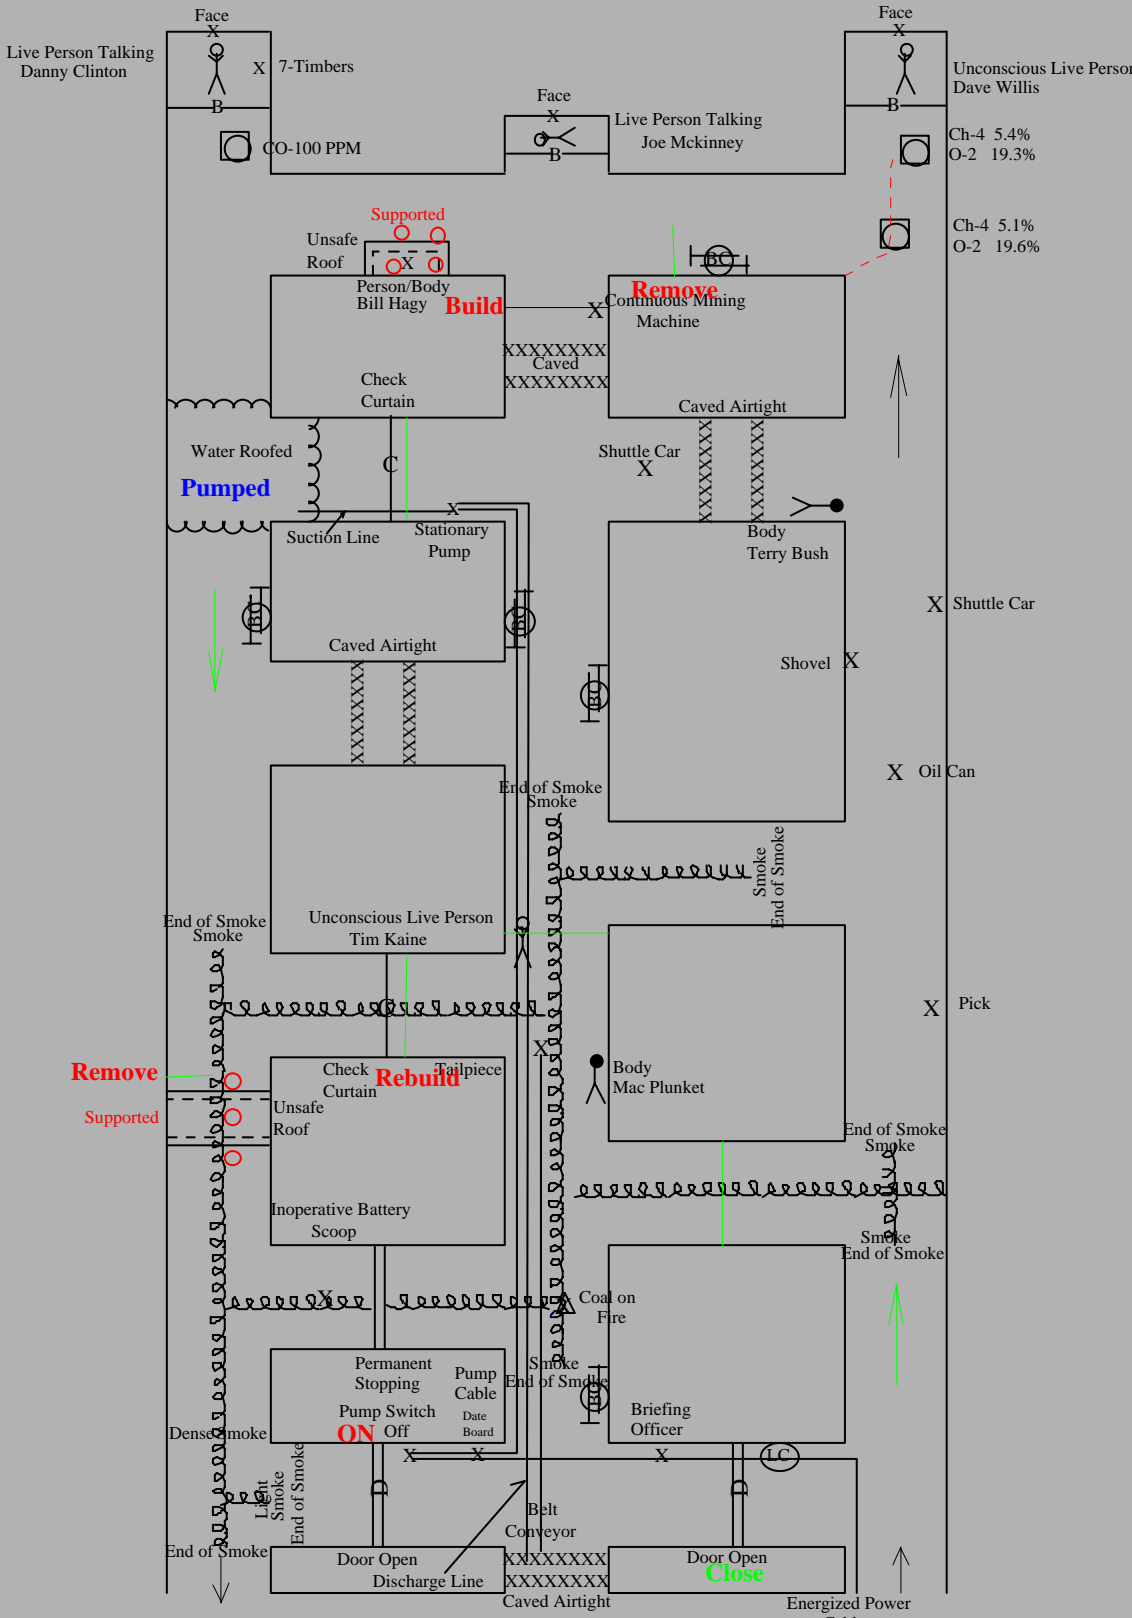 Face
Face
Live Person Talking
Danny Clinton
X
X
7-Timbers
B
Unconscious Live Person
Dave Willis
X
B
Face
X
B
Live Person Talking
Joe Mckinney
CO-100 PPM
Ch-4 5.4%
O-2 19.3%
Ch-4 5.1%
O-2 19.6%
Supported
Unsafe
Roof
X
Person/Body
Bill Hagy
Build
BC
Remove
X
Continuous Mining
Machine
XXXXXXXX
Caved
XXXXXXXX
Check
Curtain
Caved Airtight
C
Water Roofed
Pumped
Shuttle Car
X
X
Suction Line
Stationary
Pump
Body
Terry Bush
BC
BC
Caved Airtight
X
Shuttle Car
Shovel
X
BC
X
Oil Can
End of Smoke
Smoke
Smoke
End of Smoke
End of Smoke
Smoke
Unconscious Live Person
Tim Kaine
C
X
Pick
X
Remove
Check
Curtain
Tailpiece
Rebuild
Body
Mac Plunket
Supported
Unsafe
Roof
End of Smoke
Smoke
Inoperative Battery
Scoop
Smoke
End of Smoke
X
Coal on
Fire
Permanent
Stopping
Pump
Cable
Smoke
End of Smoke
BC
Pump Switch
Off
ON
Date
Board
Briefing
Officer
Dense Smoke
X
X
X
LC
Light
Smoke
End of Smoke
D
D
Belt
Conveyor
End of Smoke
Door Open
Discharge Line
XXXXXXXX
XXXXXXXX
Caved Airtight
Door Open
Close
Energized Power